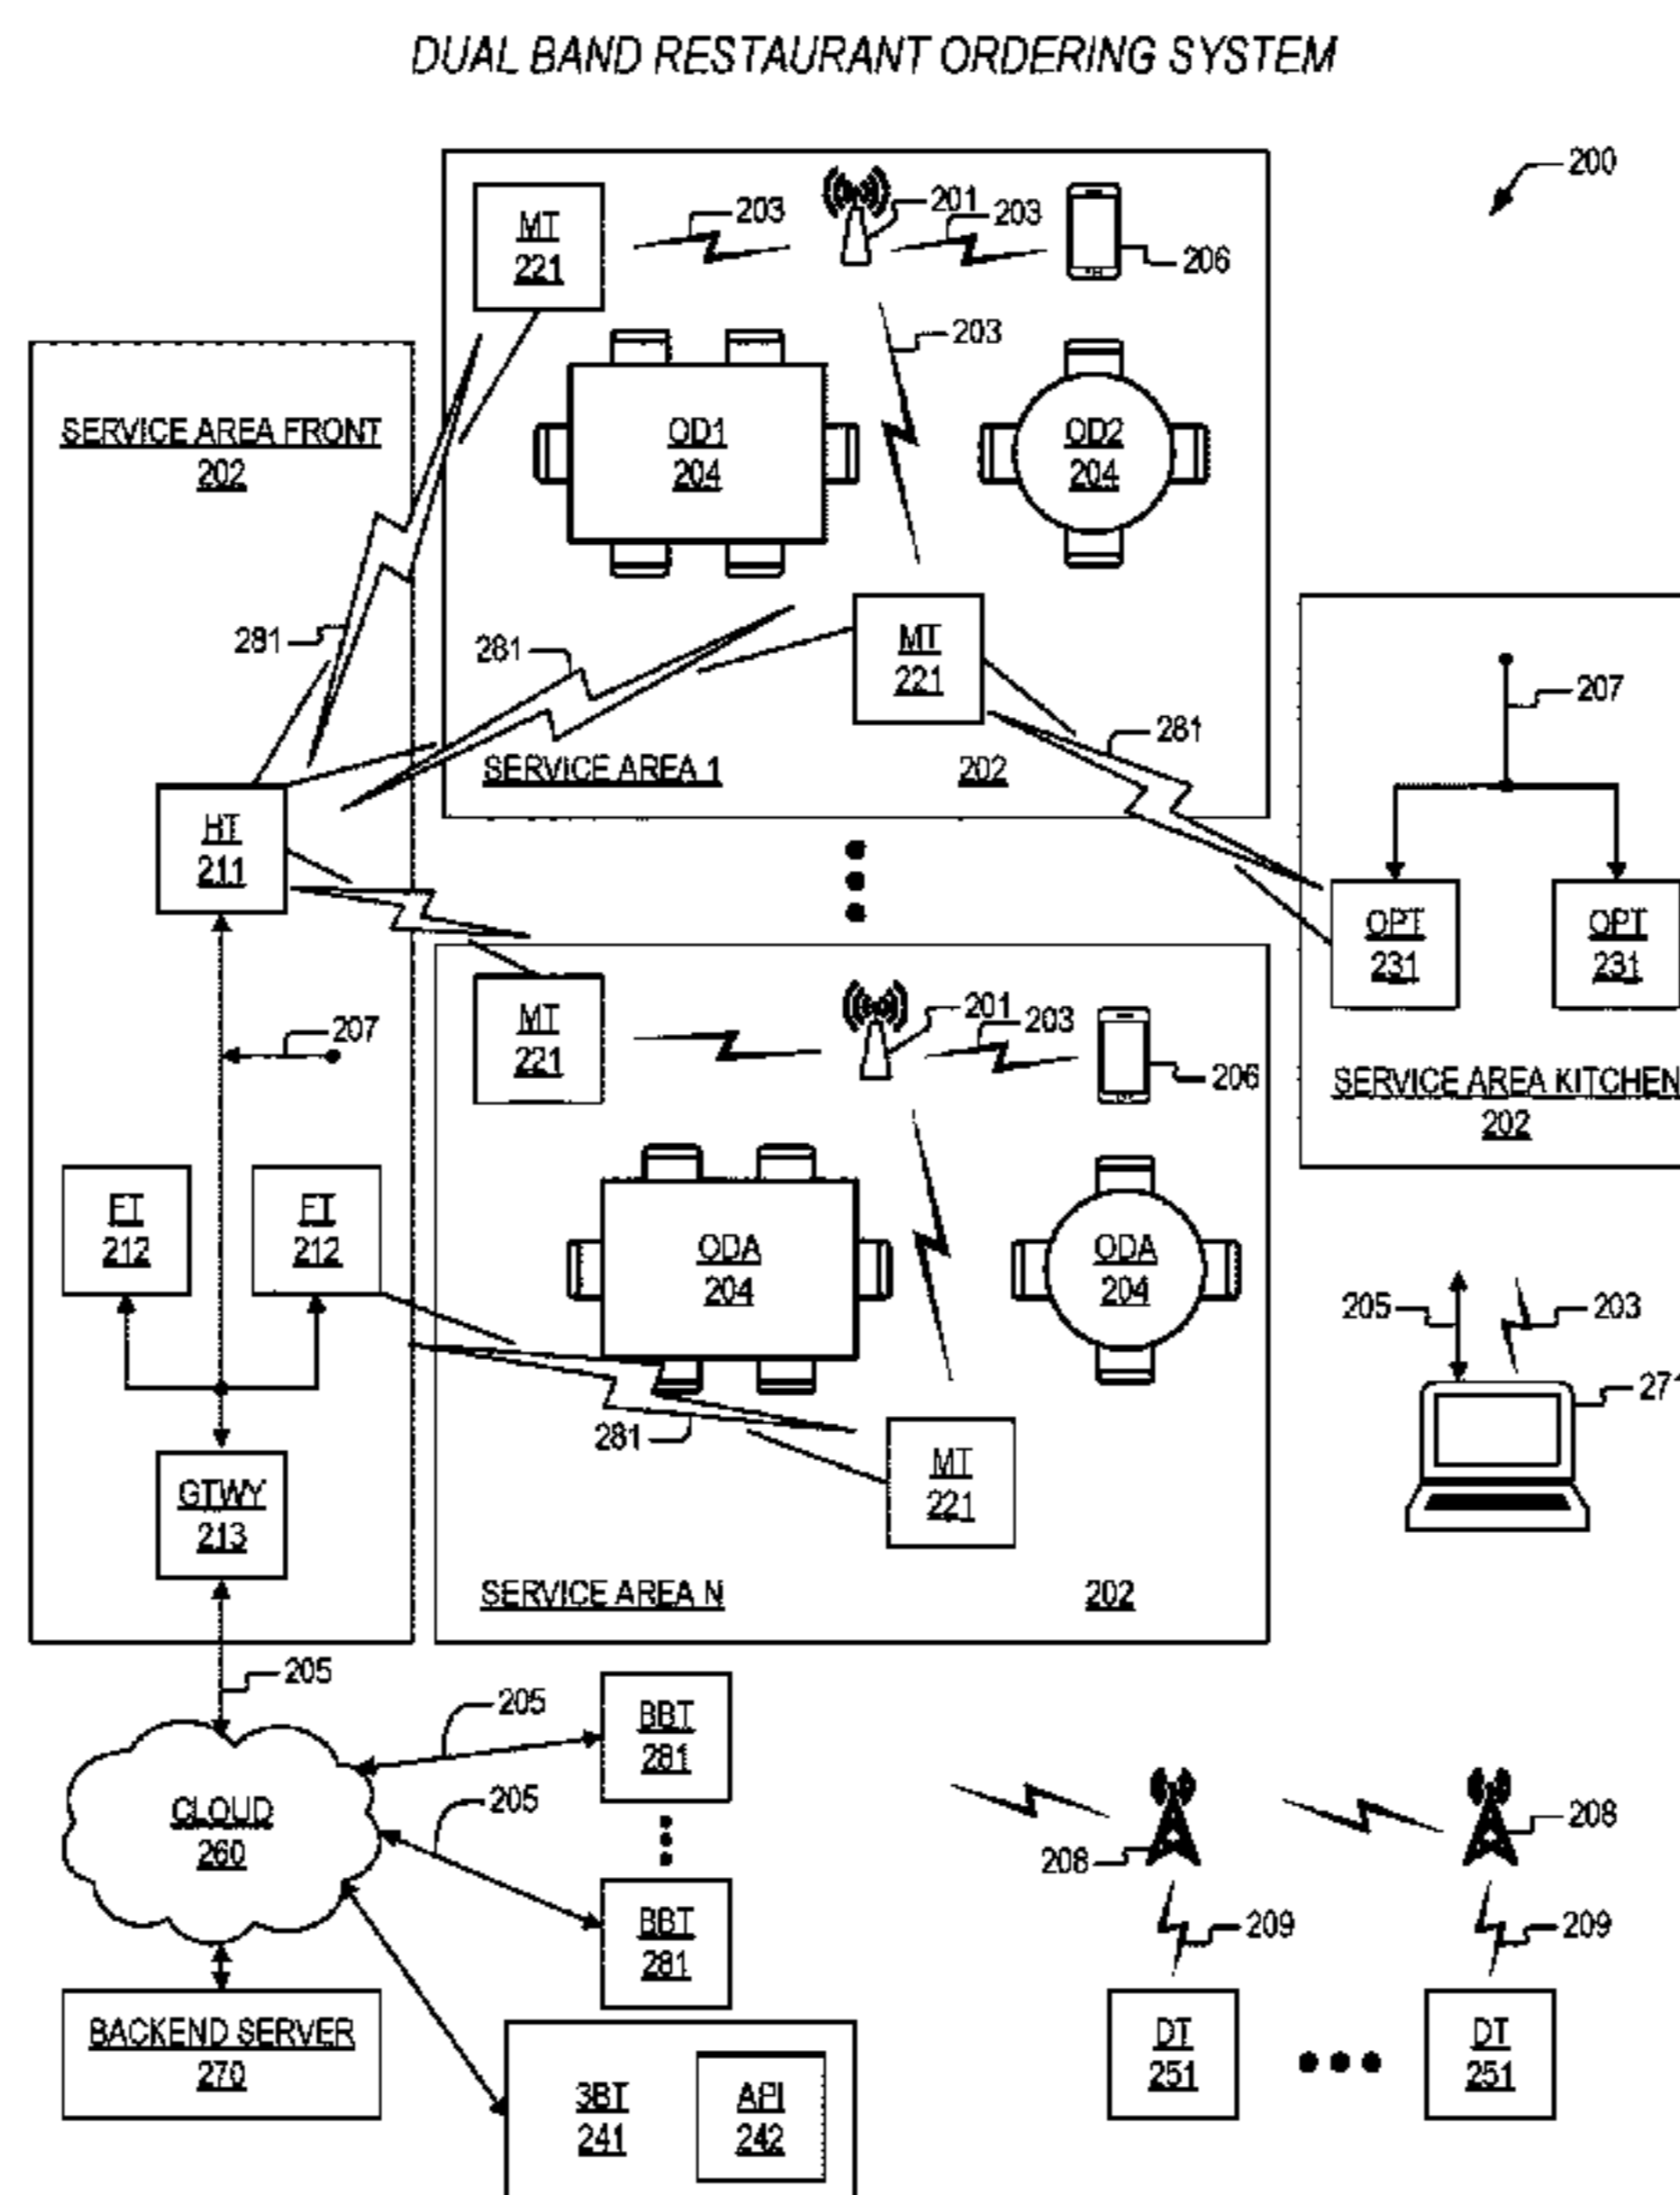 DUAL BAND RESTAURANT ORDERING SYSTEM
200
MT
221
203
201
203
206
203
SERVICE AREA FRONT
202
OD1
204
OD2
204
281
281
MT
221
281
207
SERVICE AREA 1
202
HT
211
OPT
231
OPT
231
MT
221
201
203
206
207
SERVICE AREA KITCHEN
202
FT
212
FT
212
ODA
204
ODA
204
205
203
271
281
MT
221
GTWY
213
SERVICE AREA N
202
205
205
BBT
281
CLOUD
260
205
BBT
281
208
208
209
209
BACKEND SERVER
270
3BT
241
API
242
DT
251
DT
251